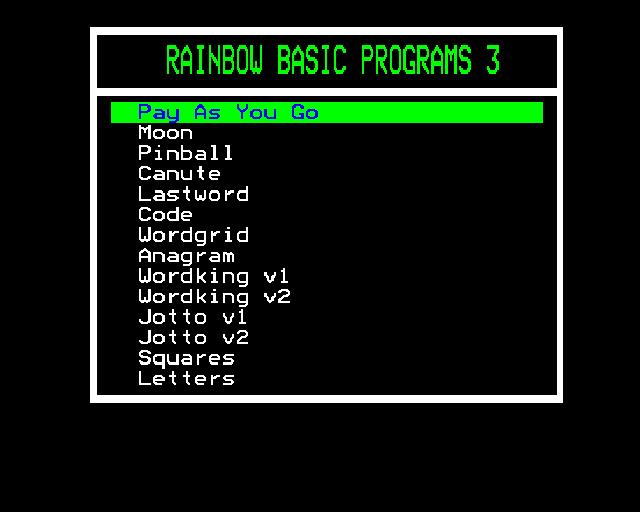 RAINBOW BASIC PROGRAMS 3
Pay As You Go
Moon
Pinball
Canute
Lastword
Code
Wordgrid
Anagram
Wordking v1
Wordking v2
Jotto v1
Jotto v2
Squares
Letters